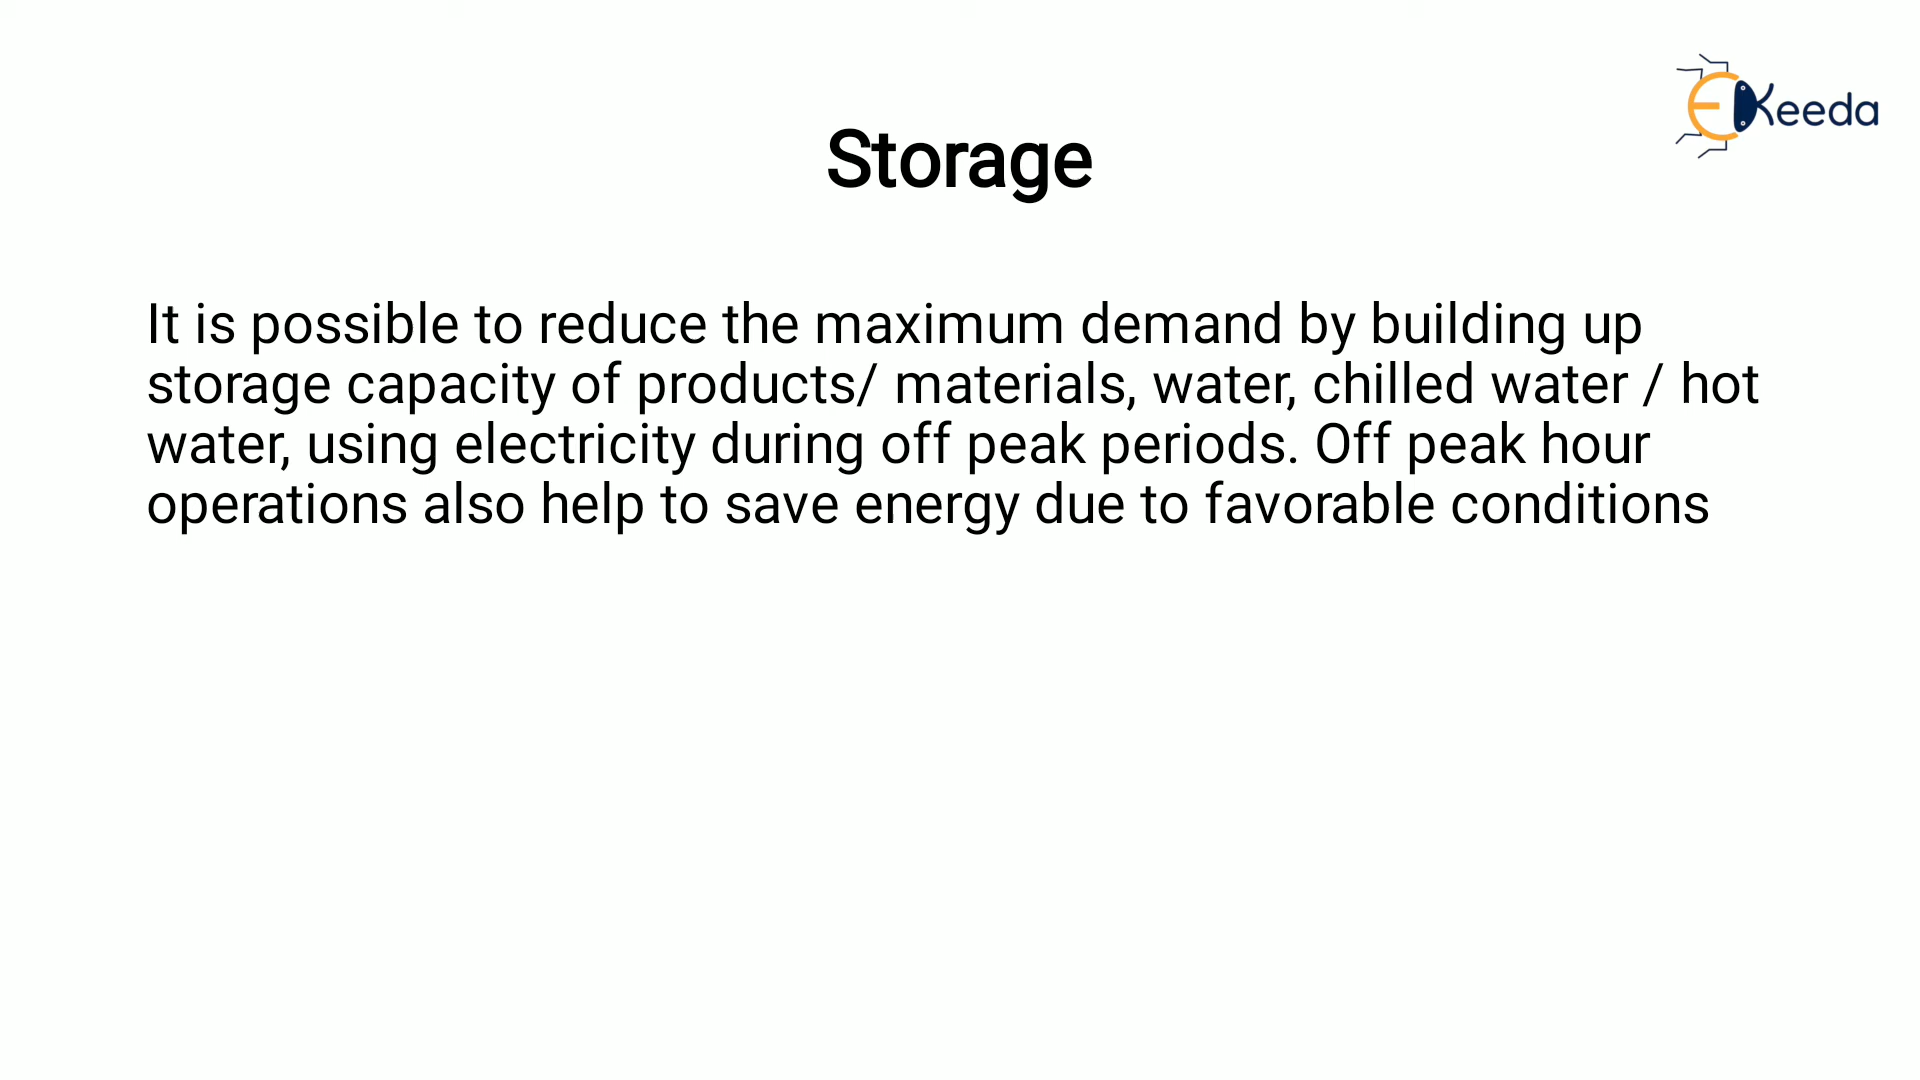 EKeeda
Storage
It is possible to reduce the maximum demand by building up
storage capacity of products/ materials, water, chilled water / hot
water, using electricity during off peak periods. Off peak hour
operations also help to save energy due to favorable conditions